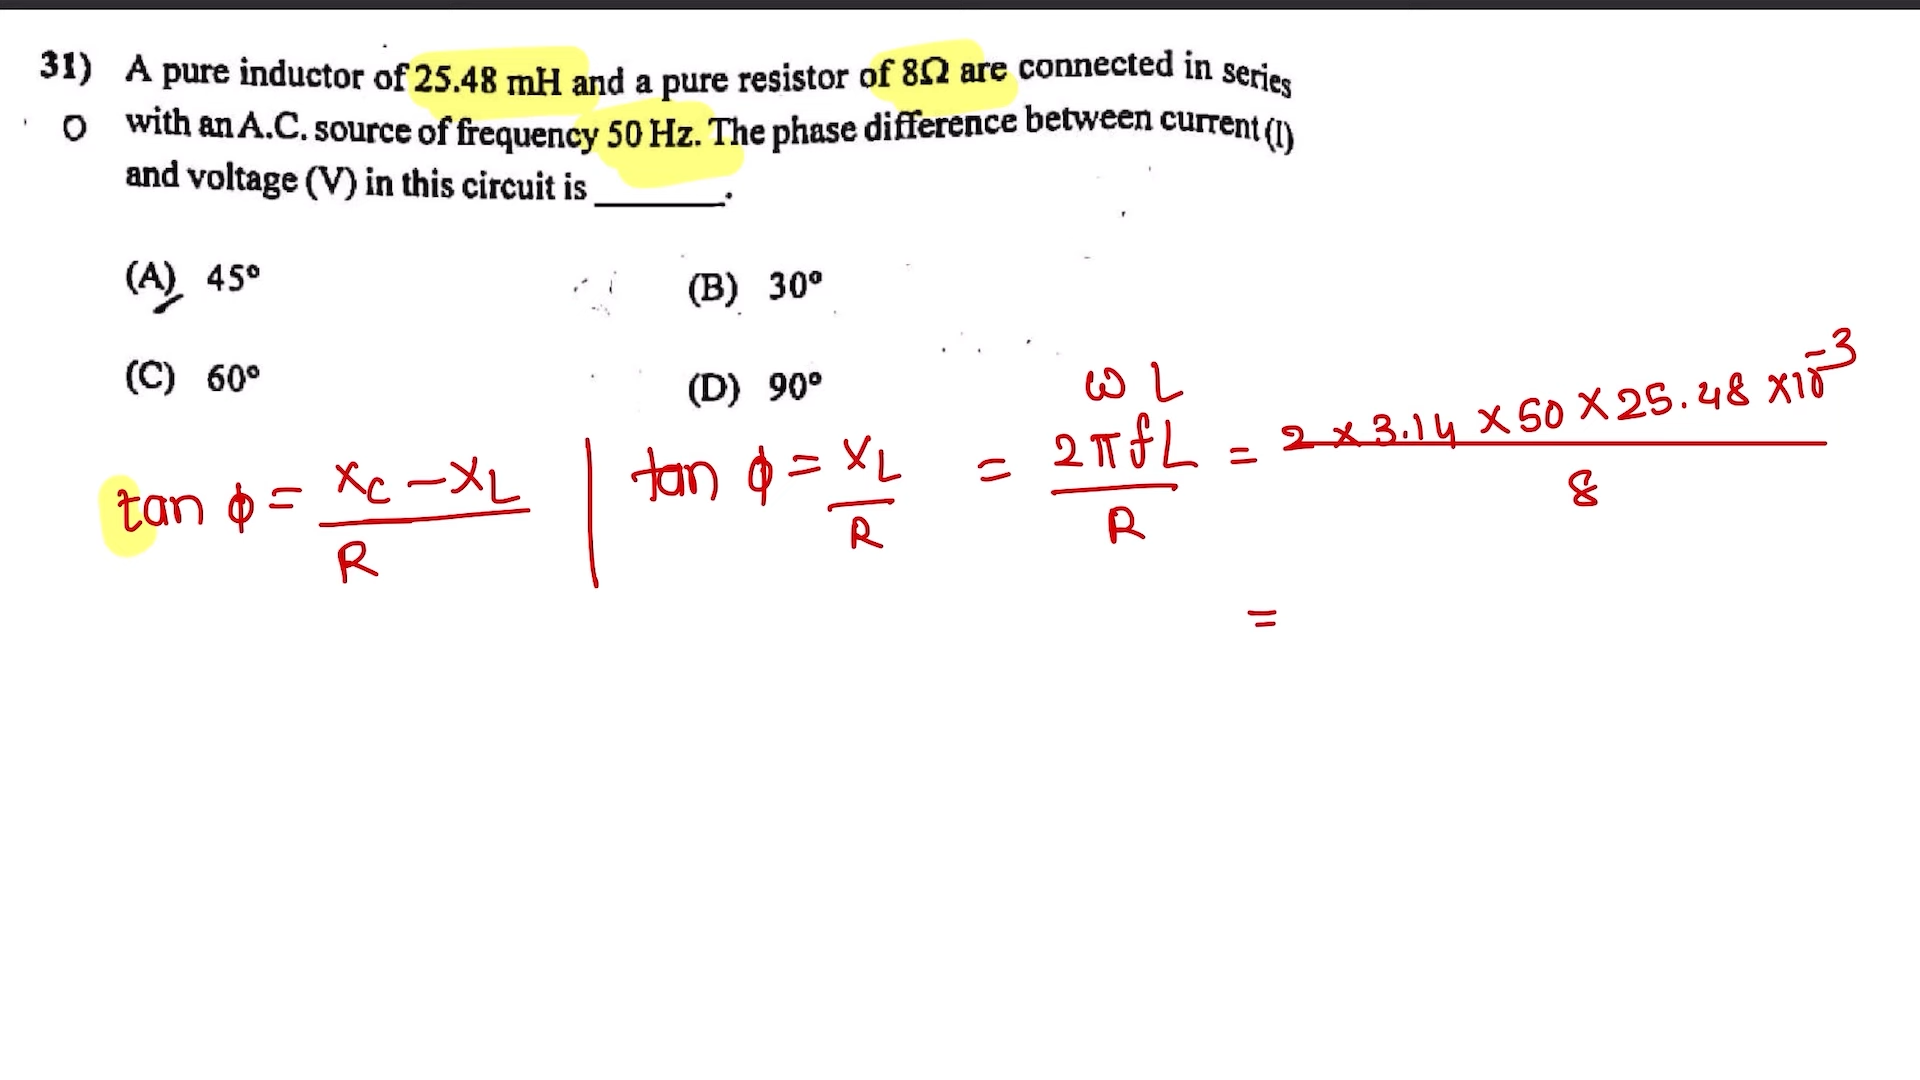 31) A pure inductor of 25.48 mH and a pure resistor of 8Ω are connected in series
with an A.C. source of frequency 50 Hz. The phase difference between current (I)
and voltage (V) in this circuit is ______.
(A) 45° (B) 30°
(C) 60° (D) 90°
tan ϕ = XC - XL / R | tan ϕ = XL / R = ωL 2πfL / R = 2 × 3.14 × 50 × 25.48 × 10^-3 / 8
=